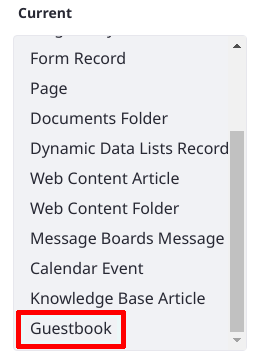 Current
Form Record
Page
Documents Folder
Dynamic Data Lists Record
Web Content Article
Web Content Folder
Message Boards Message
Calendar Event
Knowledge Base Article
Guestbook